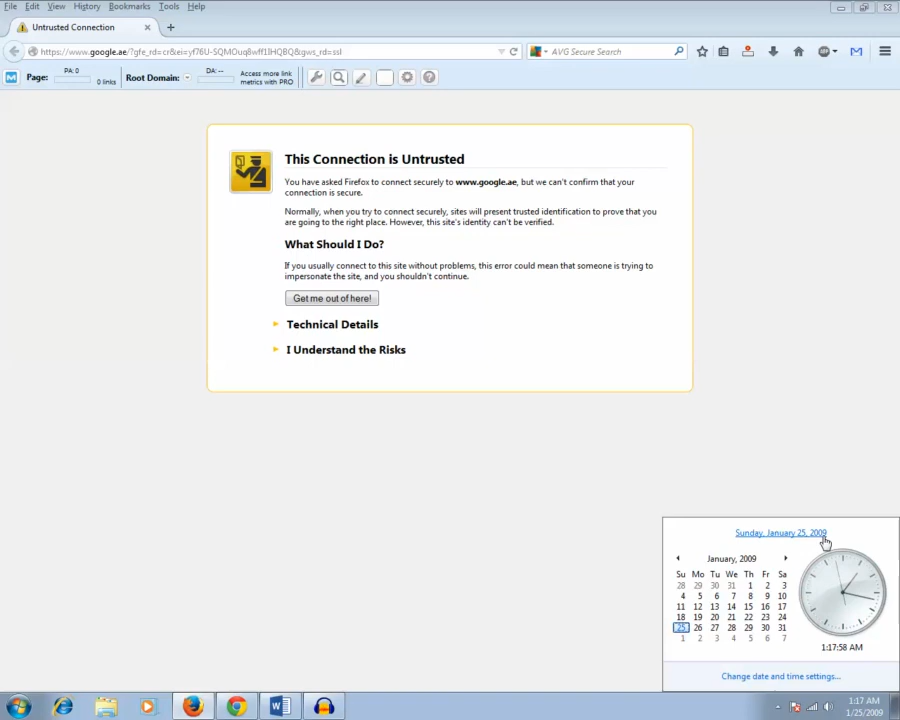 File Edit View History Bookmarks Tools Help
Untrusted Connection
https://www.google.ae/?gfe_rd=cr&ei=yf76U-SQMOuq8wff1IHQBQ&gws_rd=ssl
AVG Secure Search
Page: PA: 0 0 links Root Domain: DA: -- Access more link
metrics with PRO
This Connection is Untrusted
You have asked Firefox to connect securely to www.google.ae, but we can't confirm that your
connection is secure.
Normally, when you try to connect securely, sites will present trusted identification to prove that you
are going to the right place. However, this site's identity can't be verified.
What Should I Do?
If you usually connect to this site without problems, this error could mean that someone is trying to
impersonate the site, and you shouldn't continue.
Get me out of here!
Technical Details
I Understand the Risks
Sunday, January 25, 2009
January, 2009
Su Mo Tu We Th Fr Sa
28 29 30 31 1 2 3
4 5 6 7 8 9 10
11 12 13 14 15 16 17
18 19 20 21 22 23 24
25 26 27 28 29 30 31
1 2 3 4 5 6 7
1:17:58 AM
Change date and time settings...
1:17 AM
1/25/2009